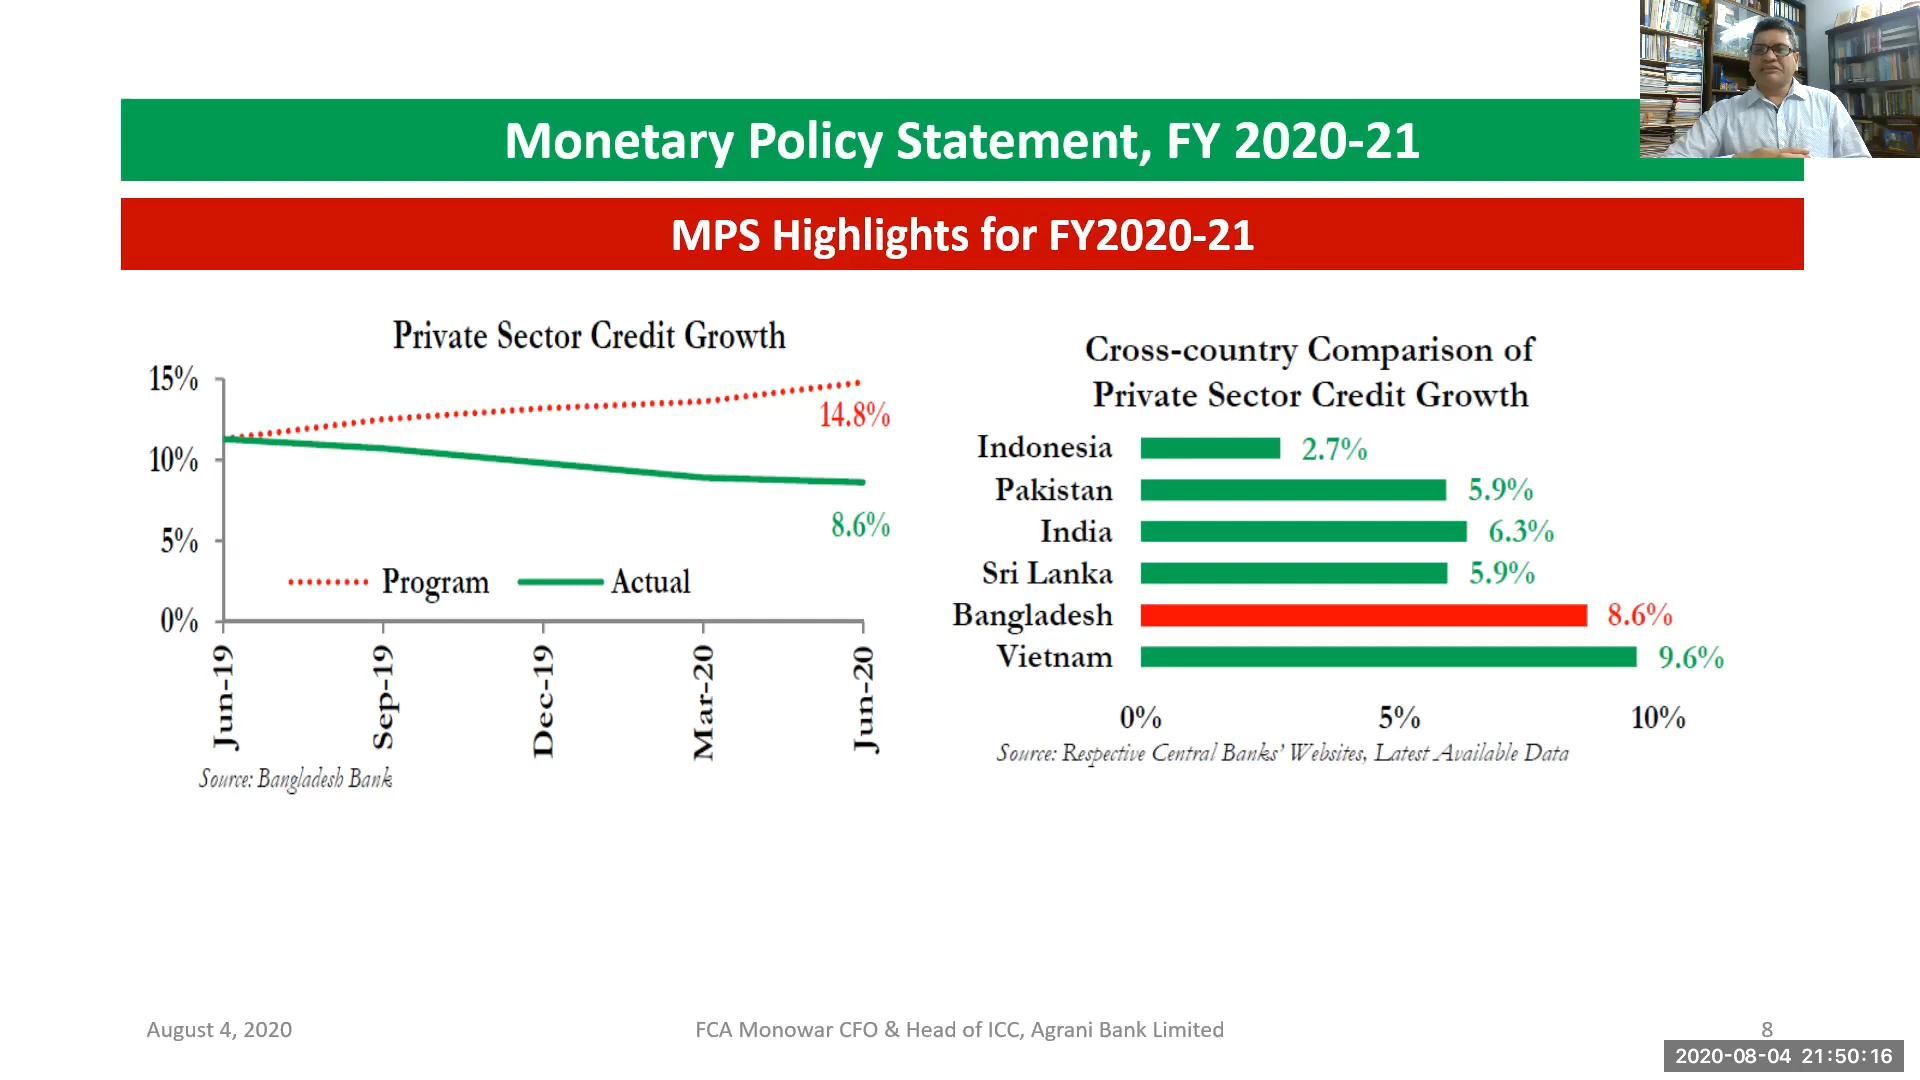 Monetary Policy Statement, FY 2020-21
MPS Highlights for FY2020-21
Private Sector Credit Growth
15%
10%
5%
0%
14.8%
8.6%
Program
Actual
Jun-19
Sep-19
Dec-19
Mar-20
Jun-20
Source: Bangladesh Bank
Cross-country Comparison of
Private Sector Credit Growth
Indonesia 2.7%
Pakistan 5.9%
India 6.3%
Sri Lanka 5.9%
Bangladesh 8.6%
Vietnam 9.6%
0% 5% 10%
Source: Respective Central Banks' Websites, Latest Available Data
August 4, 2020
FCA Monowar CFO & Head of ICC, Agrani Bank Limited
8
2020-08-04 21:50:16